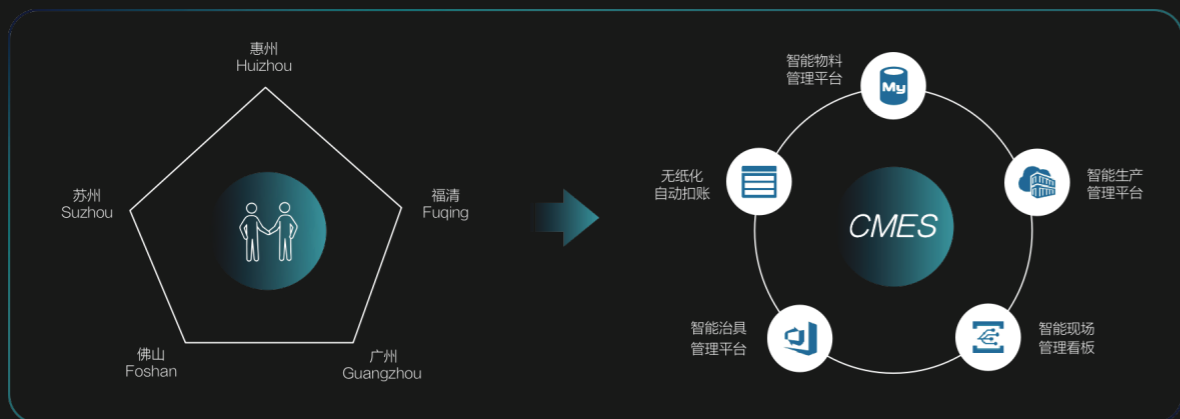 惠州
Huizhou
苏州
Suzhou
福清
Fuqing
佛山
Foshan
广州
Guangzhou
智能物料
管理平台
My
无纸化
自动扣账
智能生产
管理平台
CMES
智能治具
管理平台
智能现场
管理看板